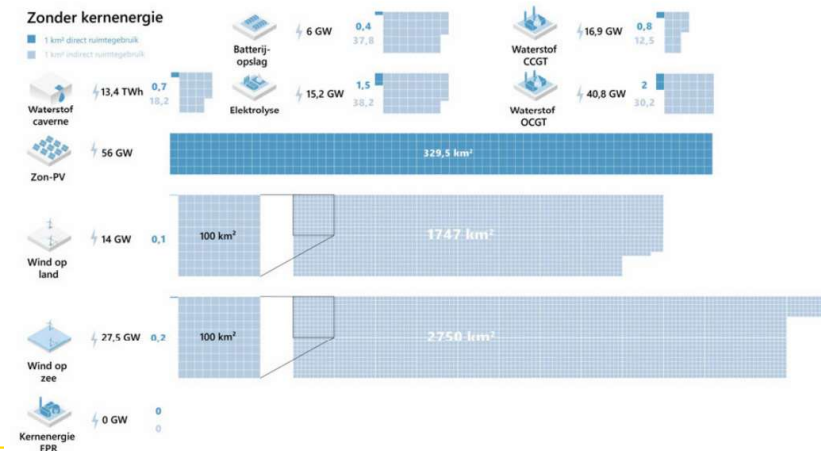 Zonder kernenergie
1 km² direct ruimtegebruik
1 km² indirect ruimtegebruik
Batterij-
opslag
6 GW
0,4
37,8
Waterstof
CCGT
16,9 GW
0,8
12,5
Waterstof
caverne
13,4 TWh
0,7
18,2
Elektrolyse
15,2 GW
1,5
38,2
Waterstof
OCGT
40,8 GW
2
30,2
Zon-PV
56 GW
329,5 km²
Wind op
land
14 GW
0,1
100 km²
1747 km²
Wind op
zee
27,5 GW
0,2
100 km²
2750 km²
Kernenergie
EPR
0 GW
0
0